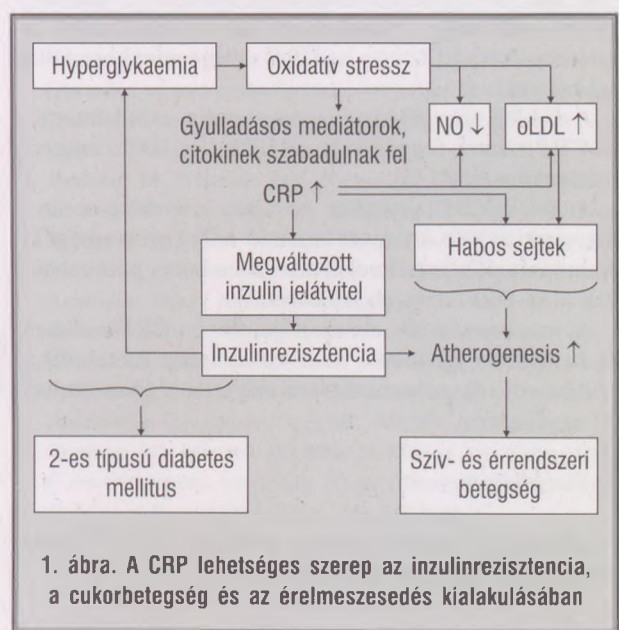 Hyperglykaemia
Oxidatív stressz
Gyulladásos mediátorok,
citokinek szabadulnak fel
NO ↓
oLDL ↑
CRP ↑
Megváltozott
inzulin jelátvitel
Habos sejtek
Inzulinrezisztencia
Atherogenesis ↑
2-es típusú diabetes
mellitus
Szív- és érrendszeri
betegség
1. ábra. A CRP lehetséges szerep az inzulinrezisztencia,
a cukorbetegség és az érelmeszesedés kialakulásában